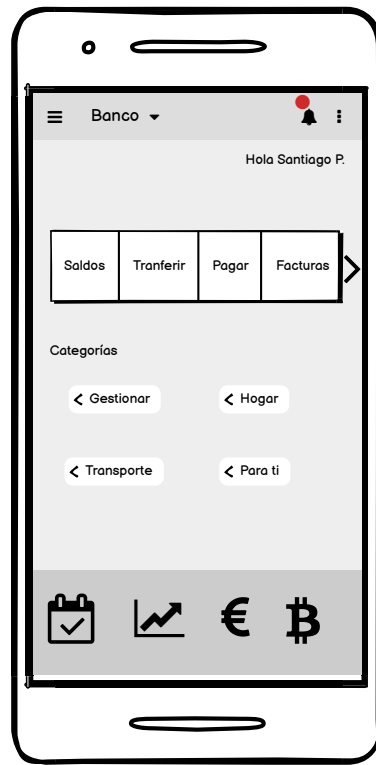 Banco
Hola Santiago P.
Saldos Tranferir Pagar Facturas
Categorías
Gestionar Hogar
Transporte Para ti